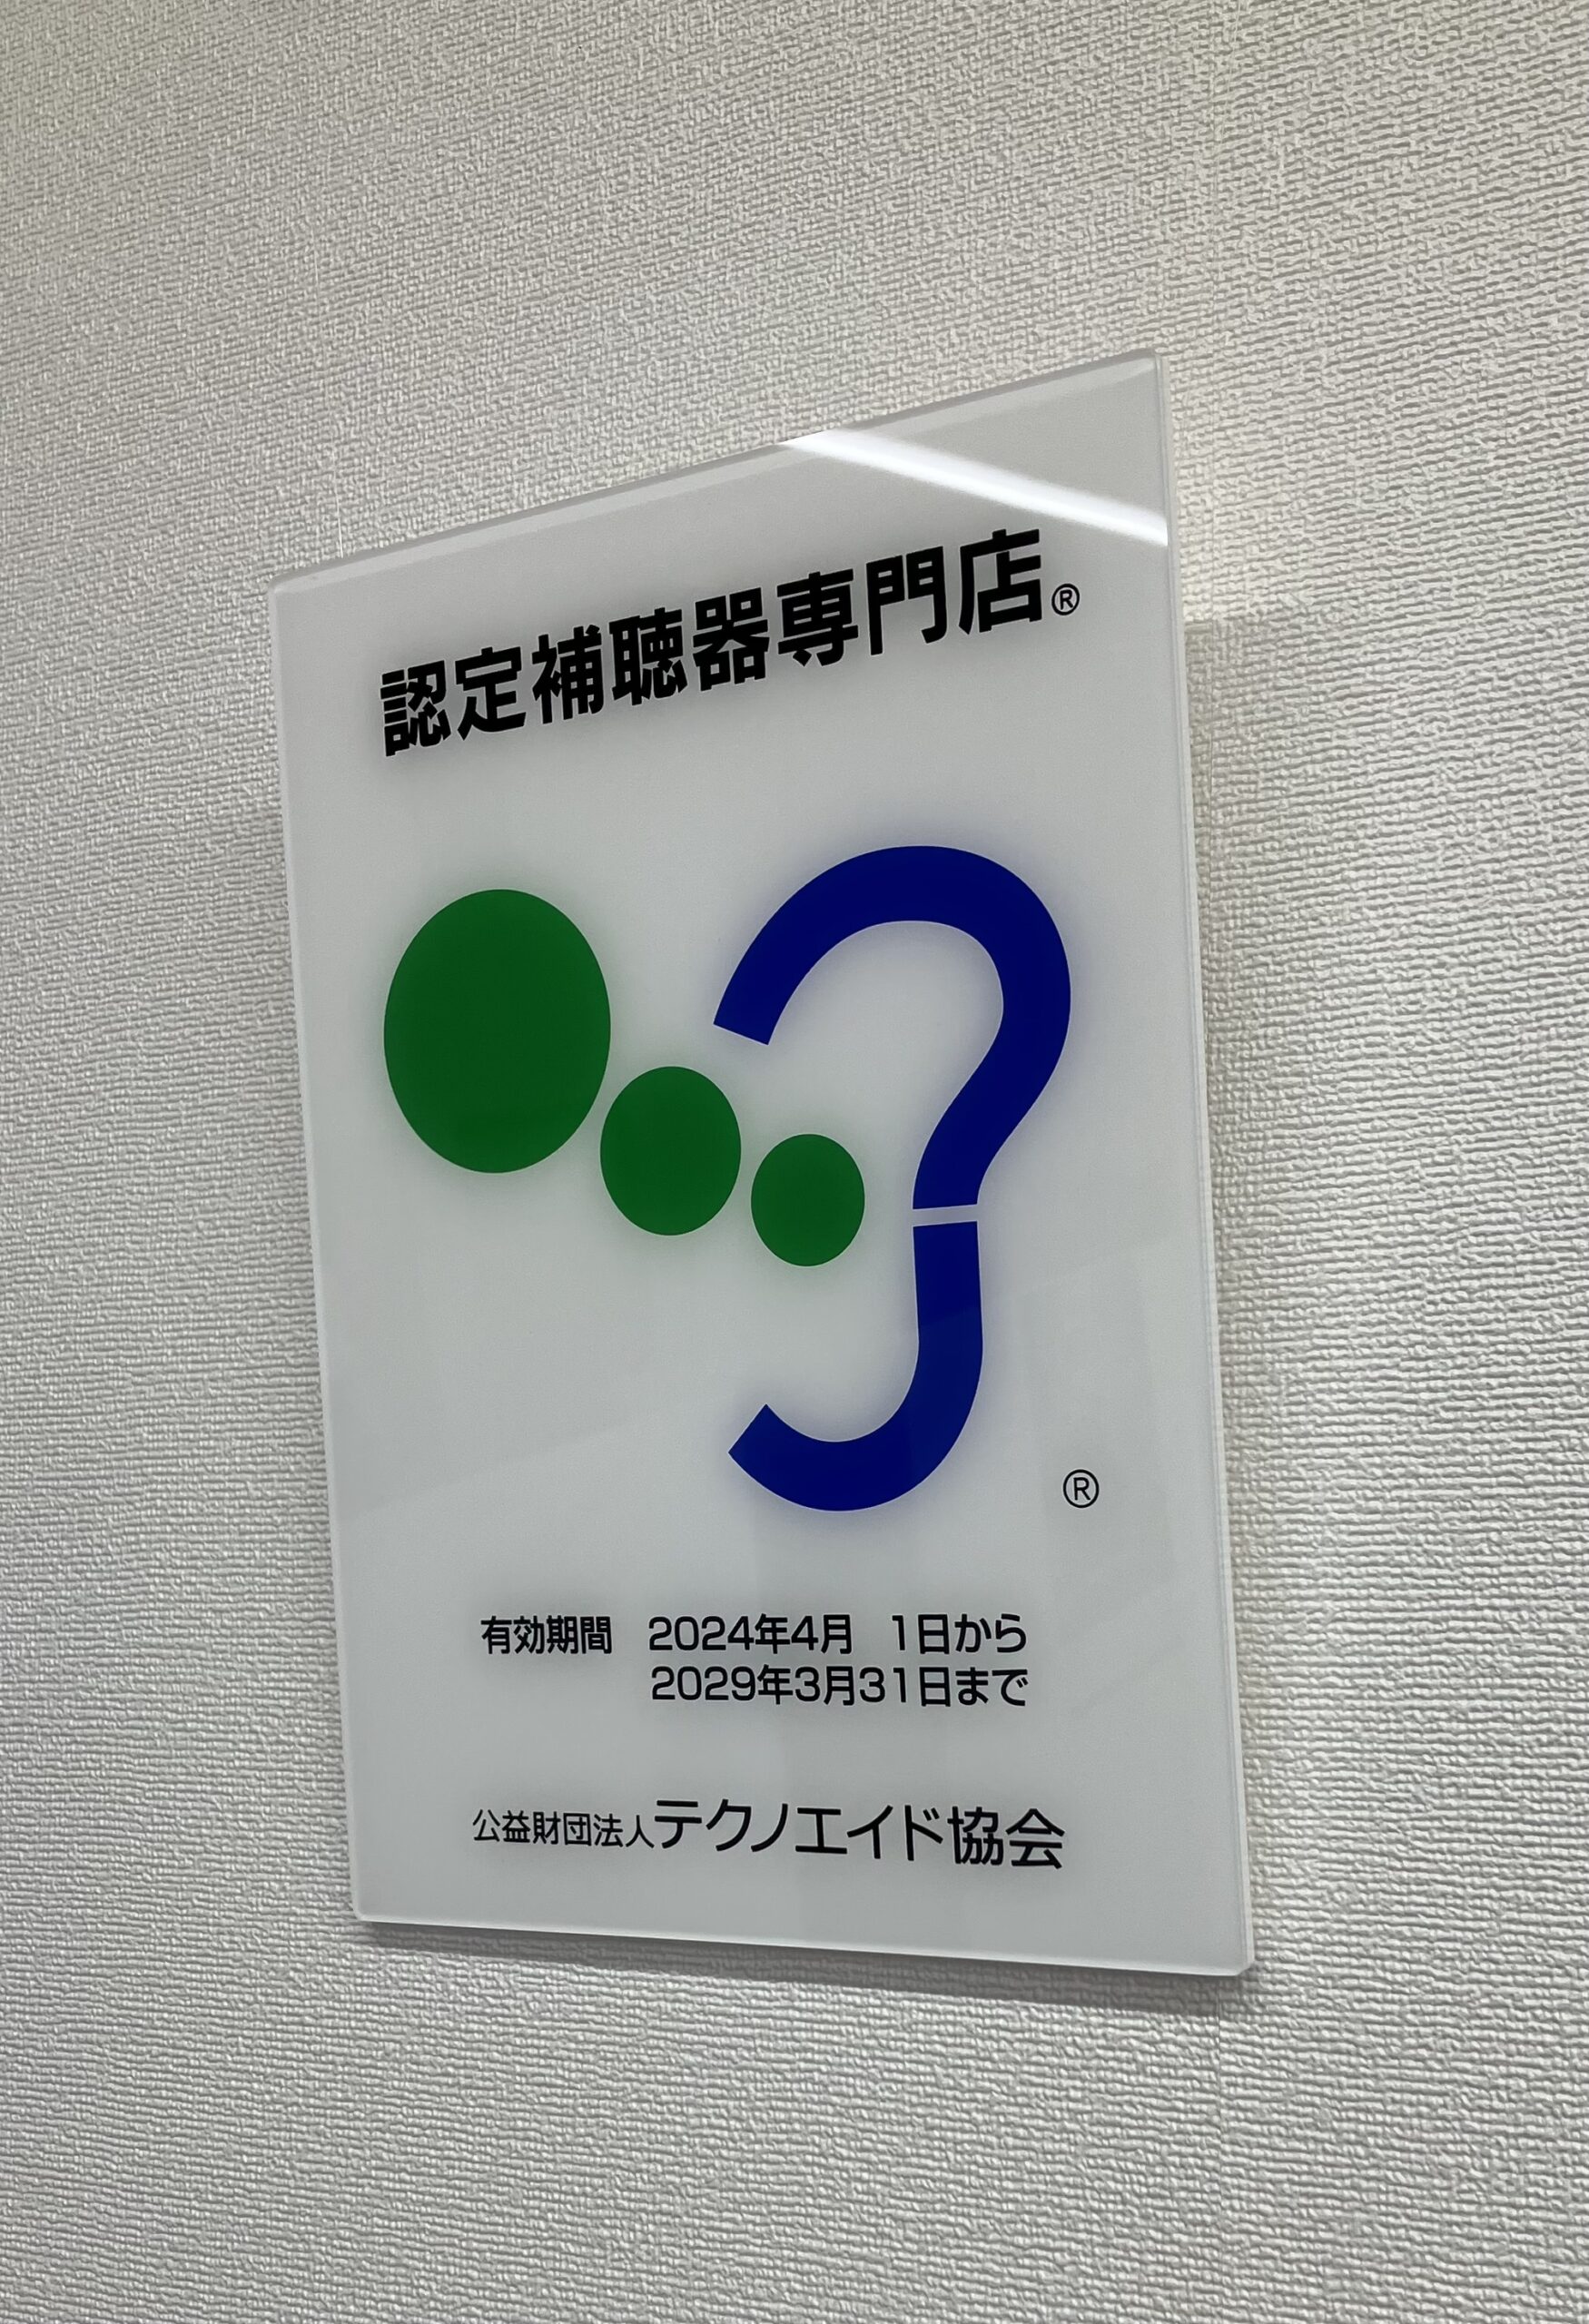 認定補聴器専門店®
®
有効期間 2024年4月 1日から
2029年3月31日まで
公益財団法人テクノエイド協会